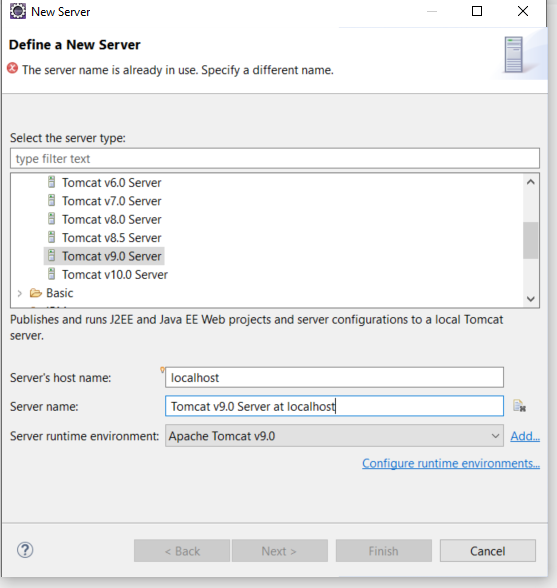 New Server
Define a New Server
The server name is already in use. Specify a different name.
Select the server type:
type filter text
Tomcat v6.0 Server
Tomcat v7.0 Server
Tomcat v8.0 Server
Tomcat v8.5 Server
Tomcat v9.0 Server
Tomcat v10.0 Server
Basic
Publishes and runs J2EE and Java EE Web projects and server configurations to a local Tomcat
server.
Server's host name: localhost
Server name: Tomcat v9.0 Server at localhost
Server runtime environment: Apache Tomcat v9.0 Add...
Configure runtime environments...
? < Back Next > Finish Cancel